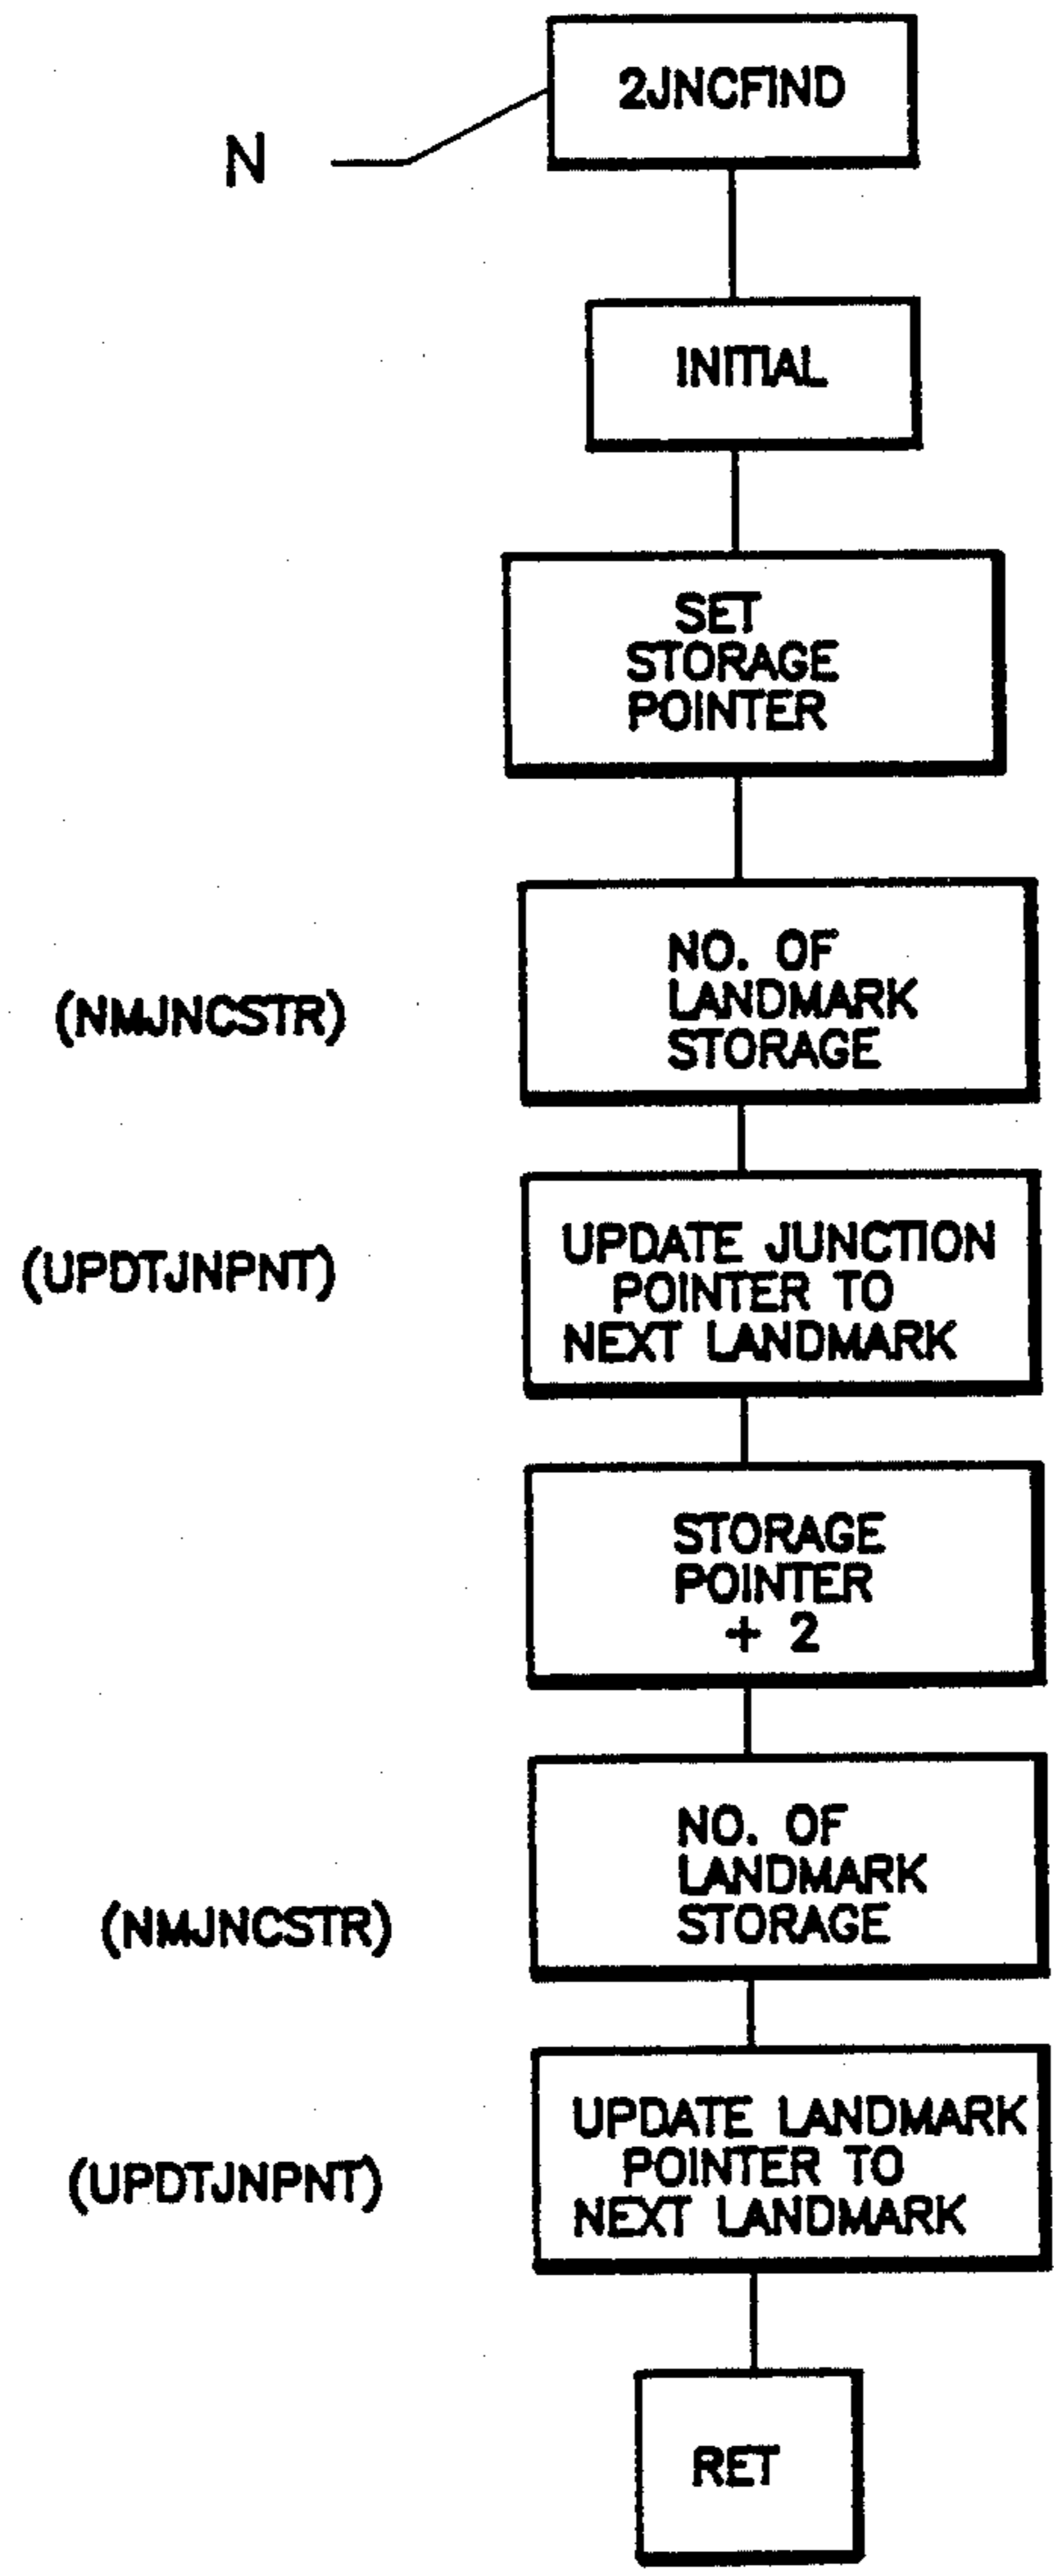 2JNCFIND
N
INITIAL
SET
STORAGE
POINTER
NO. OF
LANDMARK
STORAGE
(NMJNCSTR)
UPDATE JUNCTION
POINTER TO
NEXT LANDMARK
(UPDTJNPNT)
STORAGE
POINTER
+ 2
NO. OF
LANDMARK
STORAGE
(NMJNCSTR)
UPDATE LANDMARK
POINTER TO
NEXT LANDMARK
(UPDTJNPNT)
RET